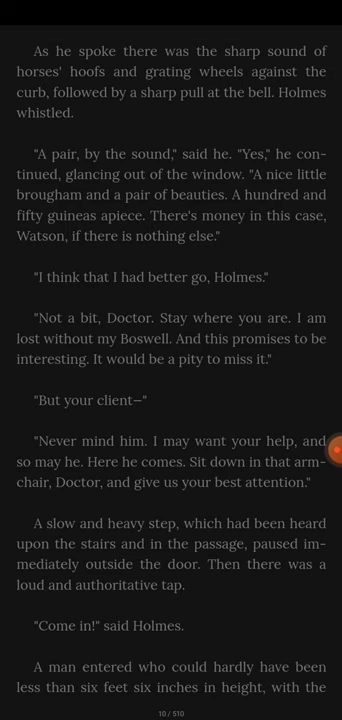 As he spoke there was the sharp sound of
horses' hoofs and grating wheels against the
curb, followed by a sharp pull at the bell. Holmes
whistled.
"A pair, by the sound," said he. "Yes," he con-
tinued, glancing out of the window. "A nice little
brougham and a pair of beauties. A hundred and
fifty guineas apiece. There's money in this case,
Watson, if there is nothing else."
"I think that I had better go, Holmes."
"Not a bit, Doctor. Stay where you are. I am
lost without my Boswell. And this promises to be
interesting. It would be a pity to miss it."
"But your client—"
"Never mind him. I may want your help, and
so may he. Here he comes. Sit down in that arm-
chair, Doctor, and give us your best attention."
A slow and heavy step, which had been heard
upon the stairs and in the passage, paused im-
mediately outside the door. Then there was a
loud and authoritative tap.
"Come in!" said Holmes.
A man entered who could hardly have been
less than six feet six inches in height, with the
10 / 510